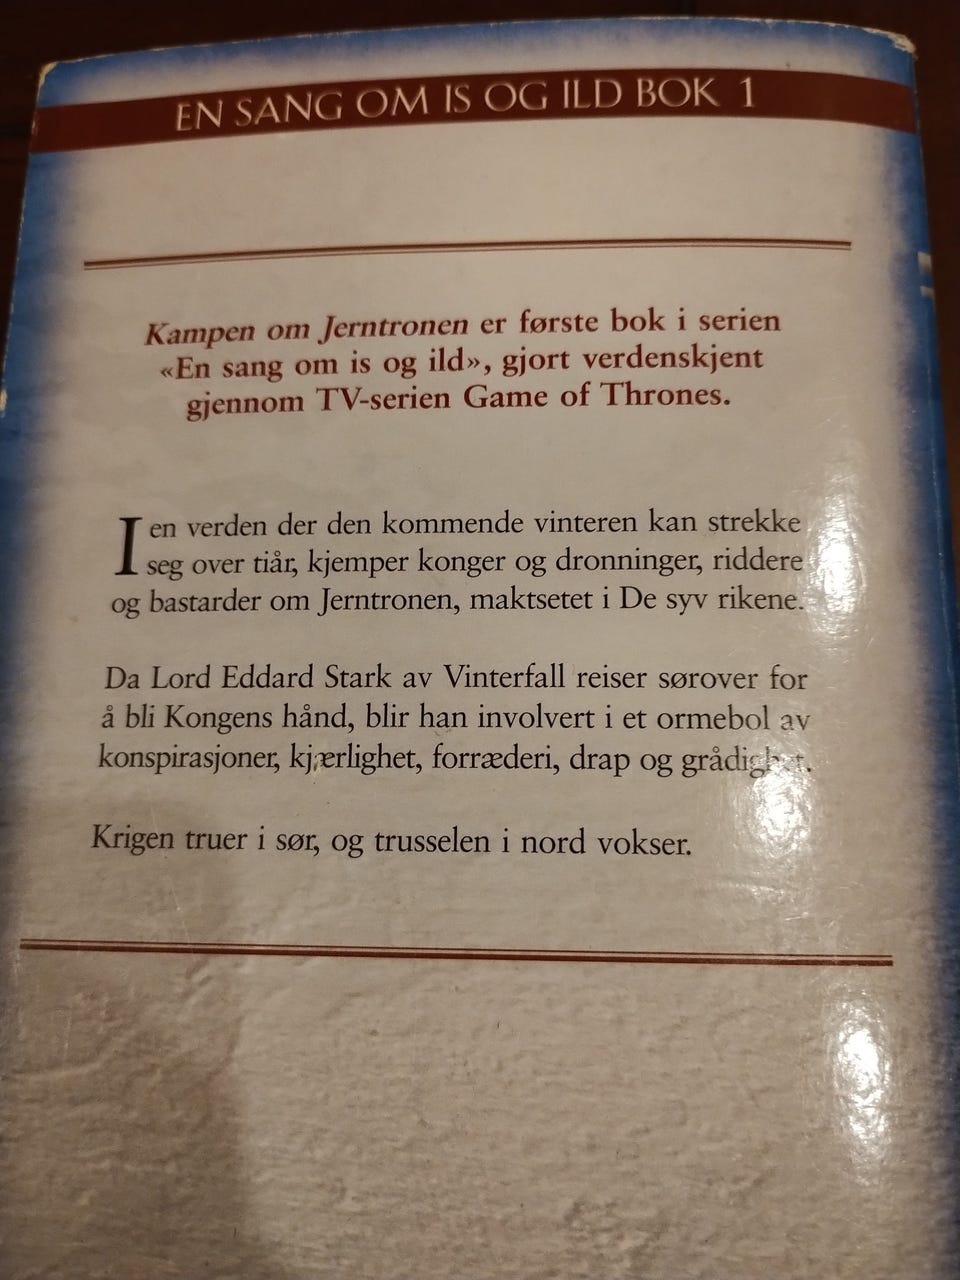 EN SANG OM IS OG ILD BOK 1
Kampen om Jerntronen er første bok i serien
«En sang om is og ild», gjort verdenskjent
gjennom TV-serien Game of Thrones.
I en verden der den kommende vinteren kan strekke
seg over tiår, kjemper konger og dronninger, riddere
og bastarder om Jerntronen, maktsetet i De syv rikene.
Da Lord Eddard Stark av Vinterfall reiser sørover for
å bli Kongens hånd, blir han involvert i et ormebol av
konspirasjoner, kjærlighet, forræderi, drap og grådighet.
Krigen truer i sør, og trusselen i nord vokser.